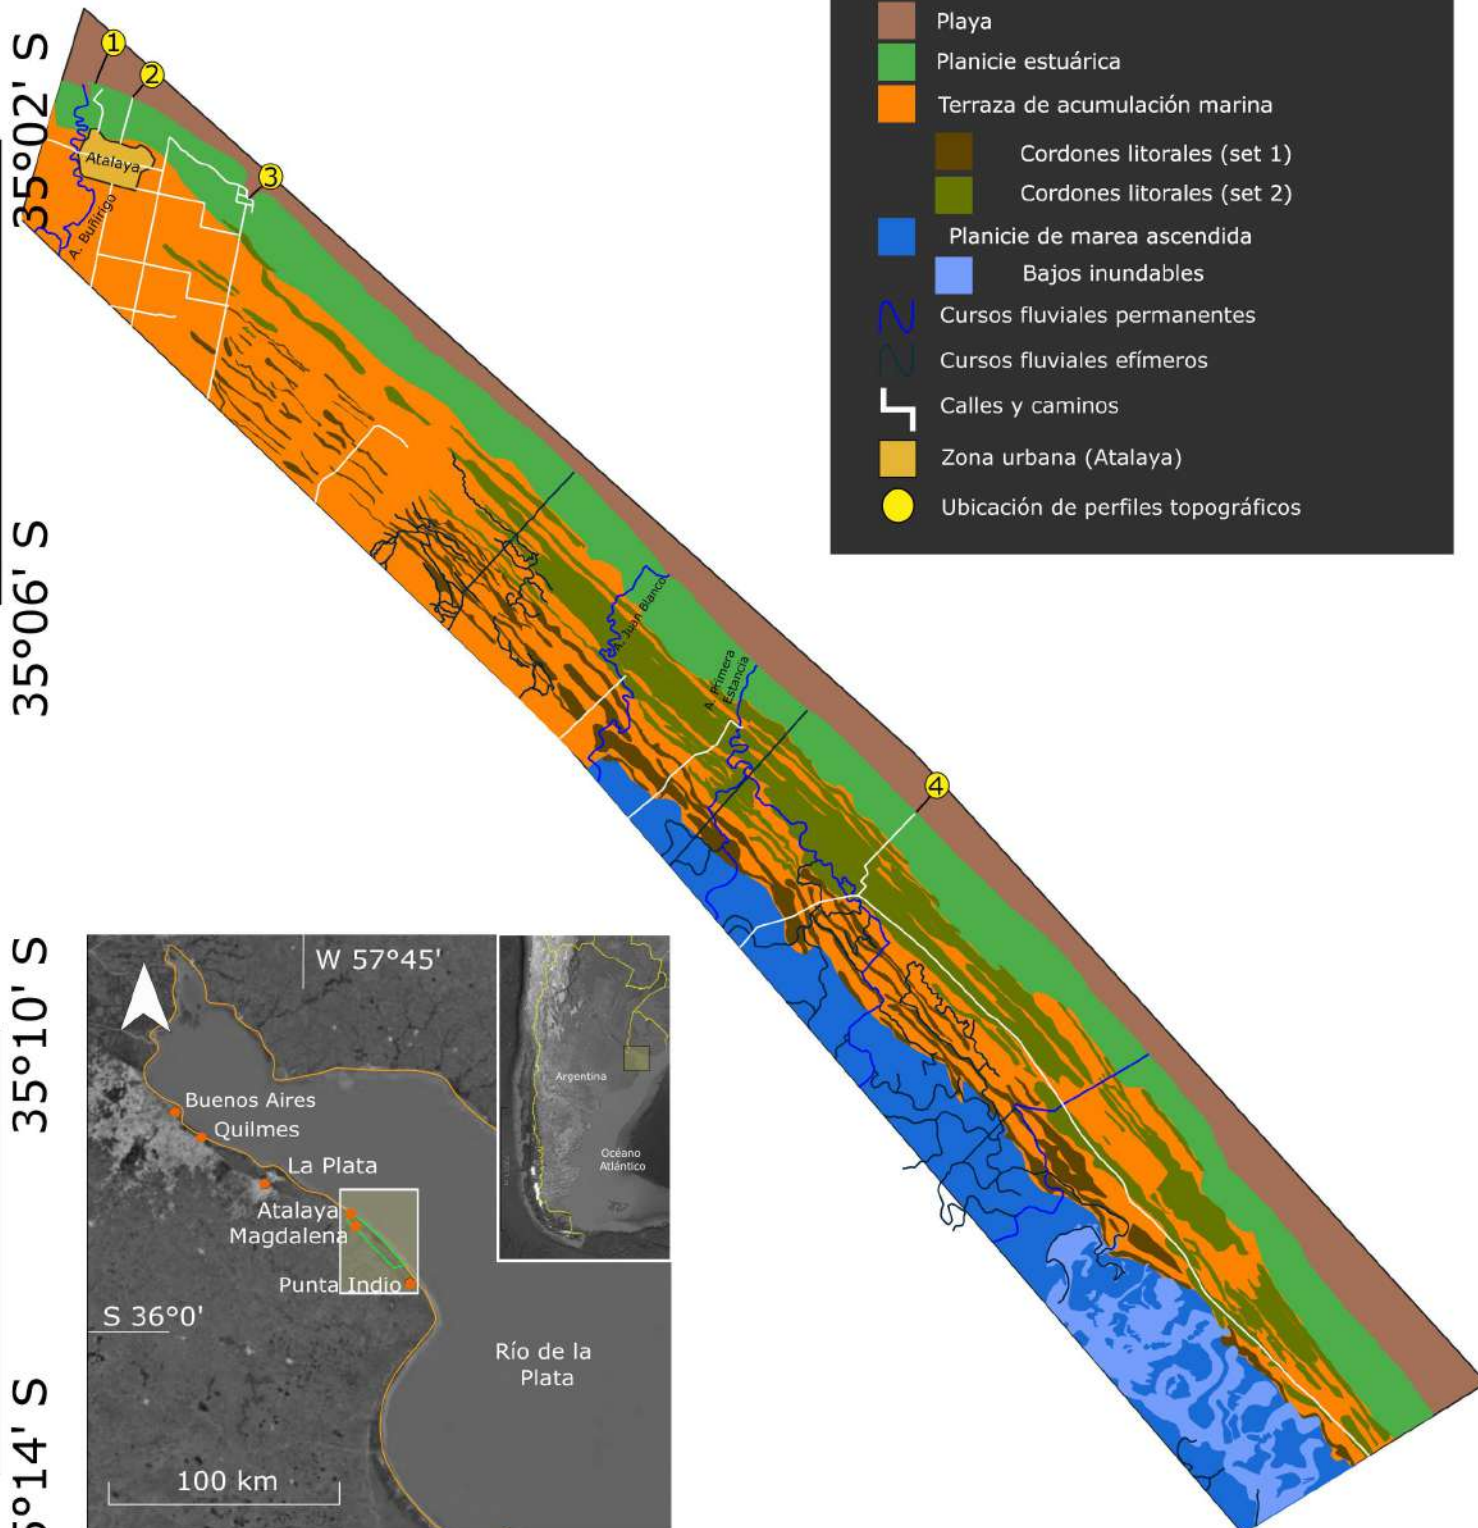 Playa
Planicie estuárica
Terraza de acumulación marina
Cordones litorales (set 1)
Cordones litorales (set 2)
Planicie de marea ascendida
Bajos inundables
Cursos fluviales permanentes
Cursos fluviales efímeros
Calles y caminos
Zona urbana (Atalaya)
Ubicación de perfiles topográficos
35°02' S
35°06' S
35°10' S
5°14' S
1
2
3
4
Atalaya
A. Buñirigo
A. Juan Blanco
A. Primera
Estancia
W 57°45'
Buenos Aires
Quilmes
La Plata
Atalaya
Magdalena
Punta Indio
S 36°0'
Río de la
Plata
100 km
Argentina
Océano
Atlántico